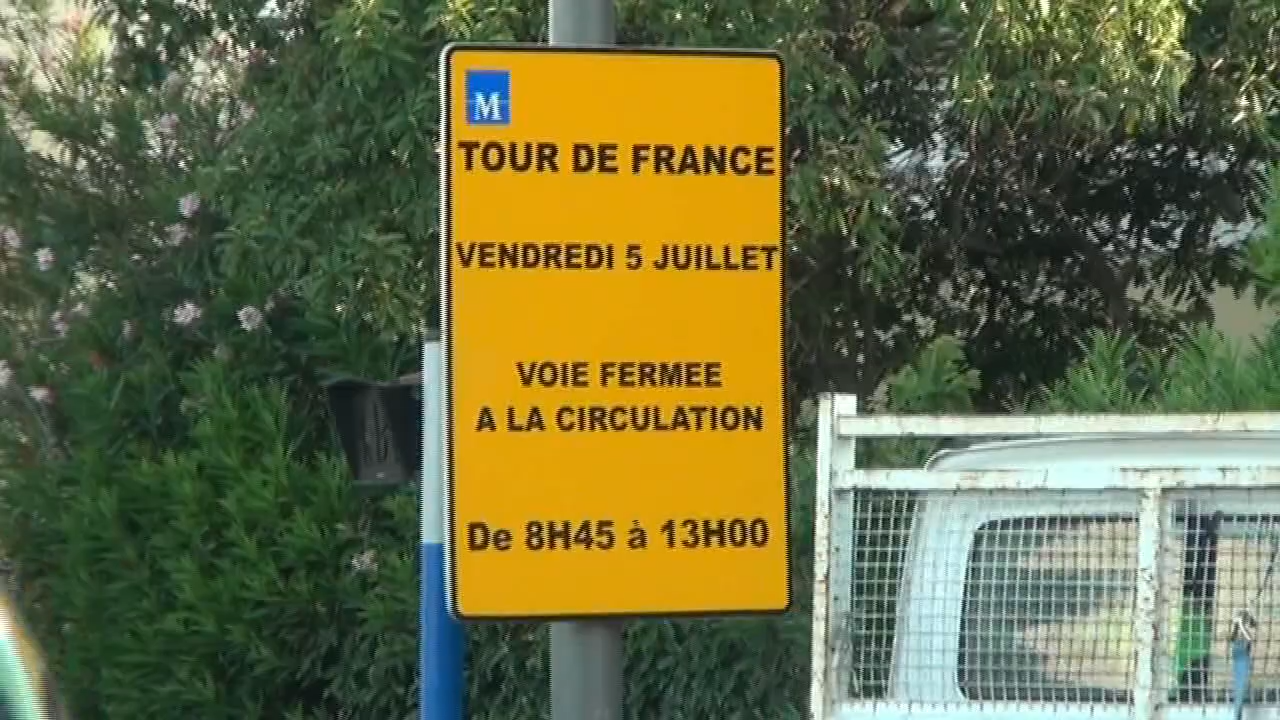 M
TOUR DE FRANCE
VENDREDI 5 JUILLET
VOIE FERMEE
A LA CIRCULATION
De 8H45 à 13H00